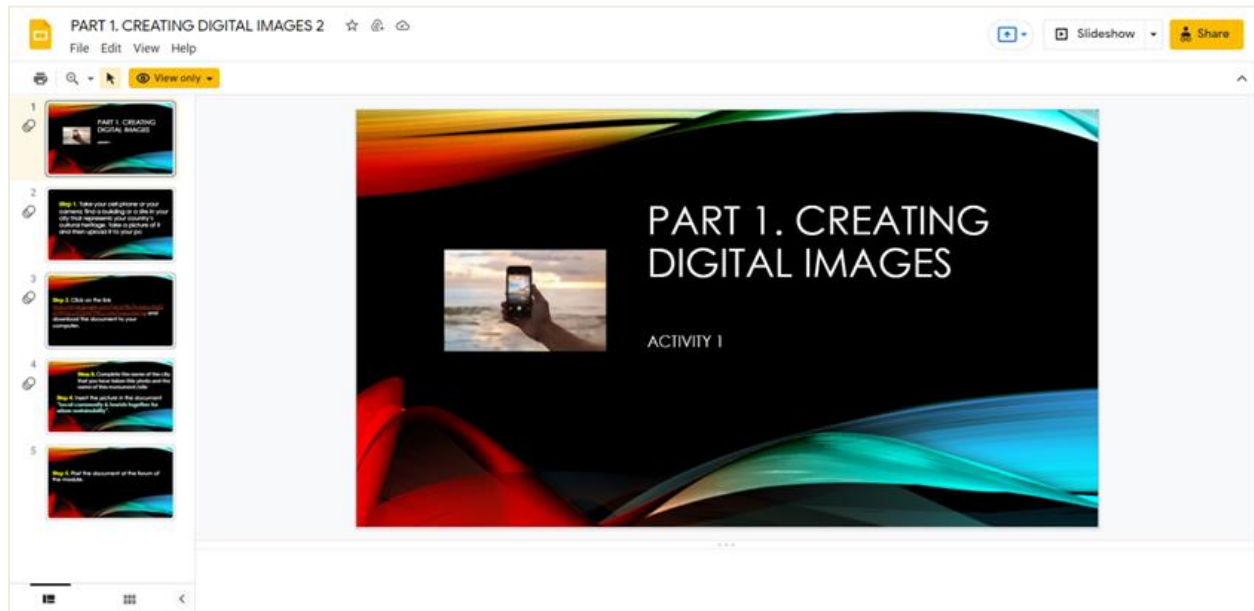 PART 1. CREATING DIGITAL IMAGES 2
File Edit View Help
Slideshow
Share
View only
1
PART 1. CREATING
DIGITAL IMAGES
2
Step 1. Take your cell phone or your
camera; find a building or a site in your
city that represents your country's
cultural heritage. Take a picture of it
and then upload it to your pc
3
Step 2. Click on the link
and
download this document to your
computer.
4
Step 3. Complete the name of the city
that you have taken this photo and the
name of this monument/site
Step 4. Insert the picture in the document
"Local community & tourists together for
urban sustainability".
5
Step 5. Post the document at the forum of
the module.
PART 1. CREATING
DIGITAL IMAGES
ACTIVITY 1